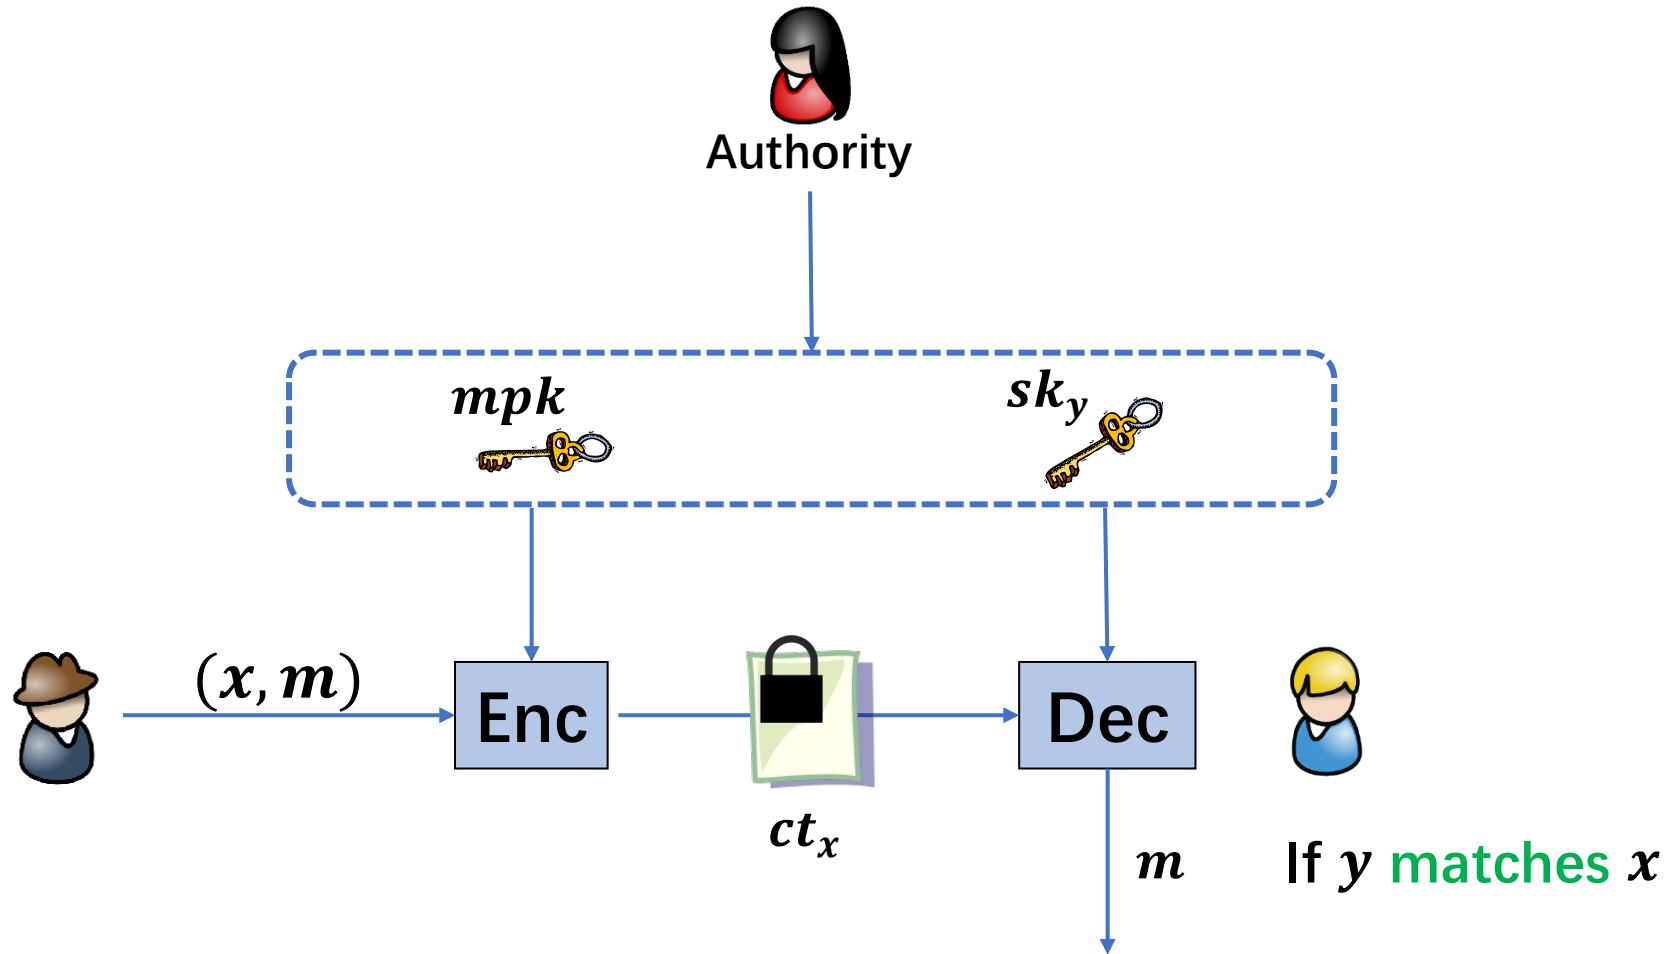 Authority
mpk
sk_y
(x, m)
Enc
Dec
ct_x
m
If y matches x